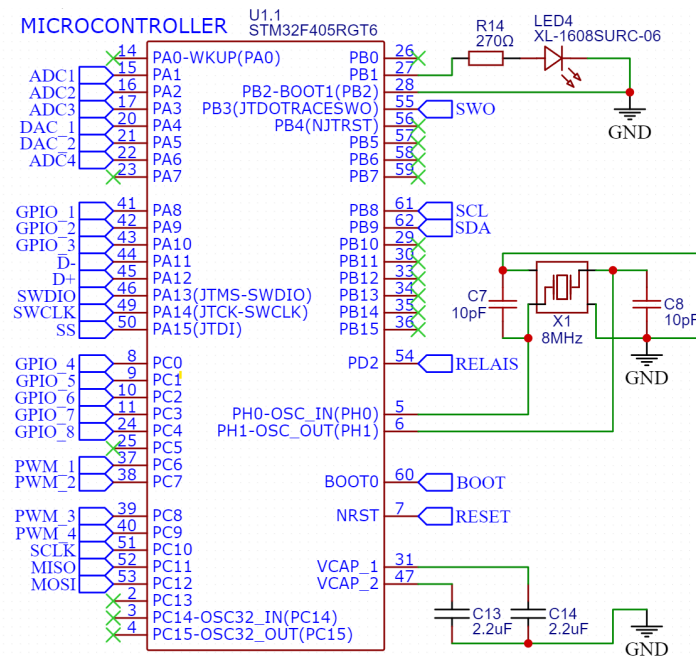 MICROCONTROLLER
U1.1
STM32F405RGT6
14 PA0-WKUP(PA0)
ADC1 15 PA1
ADC2 16 PA2
ADC3 17 PA3
DAC_1 20 PA4
DAC_2 21 PA5
ADC4 22 PA6
23 PA7
GPIO_1 41 PA8
GPIO_2 42 PA9
GPIO_3 43 PA10
D- 44 PA11
D+ 45 PA12
SWDIO 46 PA13(JTMS-SWDIO)
SWCLK 49 PA14(JTCK-SWCLK)
SS 50 PA15(JTDI)
GPIO_4 8 PC0
GPIO_5 9 PC1
GPIO_6 10 PC2
GPIO_7 11 PC3
GPIO_8 24 PC4
25 PC5
PWM_1 37 PC6
PWM_2 38 PC7
PWM_3 39 PC8
PWM_4 40 PC9
SCLK 51 PC10
MISO 52 PC11
MOSI 53 PC12
2 PC13
3 PC14-OSC32_IN(PC14)
4 PC15-OSC32_OUT(PC15)
PB0 26
PB1 27
PB2-BOOT1(PB2) 28
PB3(JTDOTRACESWO) 55 SWO
PB4(NJTRST) 56
PB5 57
PB6 58
PB7 59
PB8 61 SCL
PB9 62 SDA
PB10 29
PB11 30
PB12 33
PB13 34
PB14 35
PB15 36
PD2 54 RELAIS
PH0-OSC_IN(PH0) 5
PH1-OSC_OUT(PH1) 6
BOOT0 60 BOOT
NRST 7 RESET
VCAP_1 31
VCAP_2 47
R14
270Ω
LED4
XL-1608SURC-06
GND
C7
10pF
X1
8MHz
C8
10pF
GND
C13
2.2uF
C14
2.2uF
GND